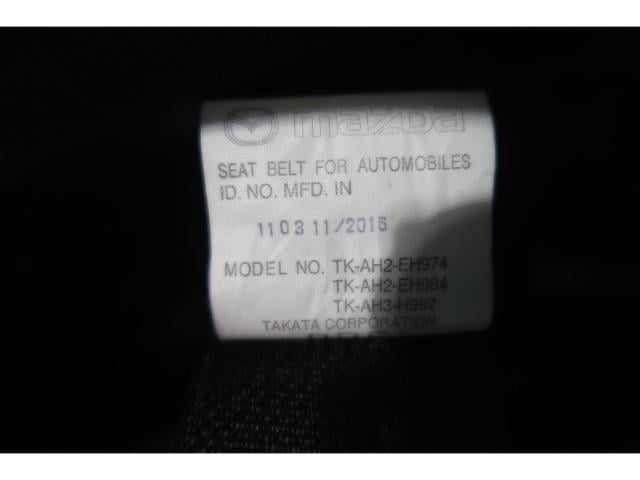 mazda
SEAT BELT FOR AUTOMOBILES
ID. NO. MFD. IN
1103 11/2015
MODEL NO. TK-AH2-EH974
TK-AH2-EH984
TK-AH3-H997
TAKATA CORPORATION